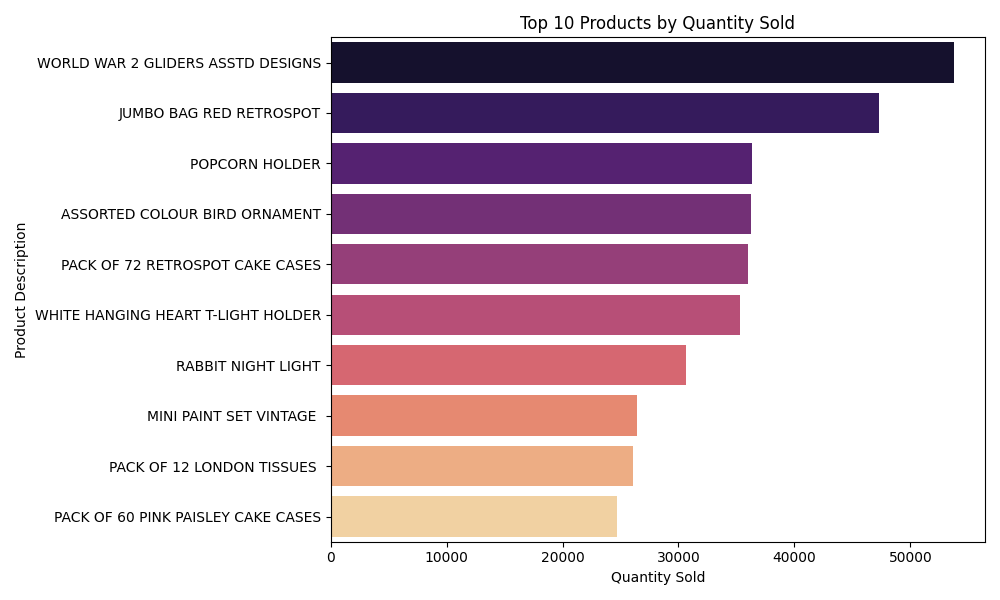 Top 10 Products by Quantity Sold
WORLD WAR 2 GLIDERS ASSTD DESIGNS
JUMBO BAG RED RETROSPOT
POPCORN HOLDER
ASSORTED COLOUR BIRD ORNAMENT
PACK OF 72 RETROSPOT CAKE CASES
WHITE HANGING HEART T-LIGHT HOLDER
RABBIT NIGHT LIGHT
MINI PAINT SET VINTAGE
PACK OF 12 LONDON TISSUES
PACK OF 60 PINK PAISLEY CAKE CASES
Product Description
0 10000 20000 30000 40000 50000
Quantity Sold